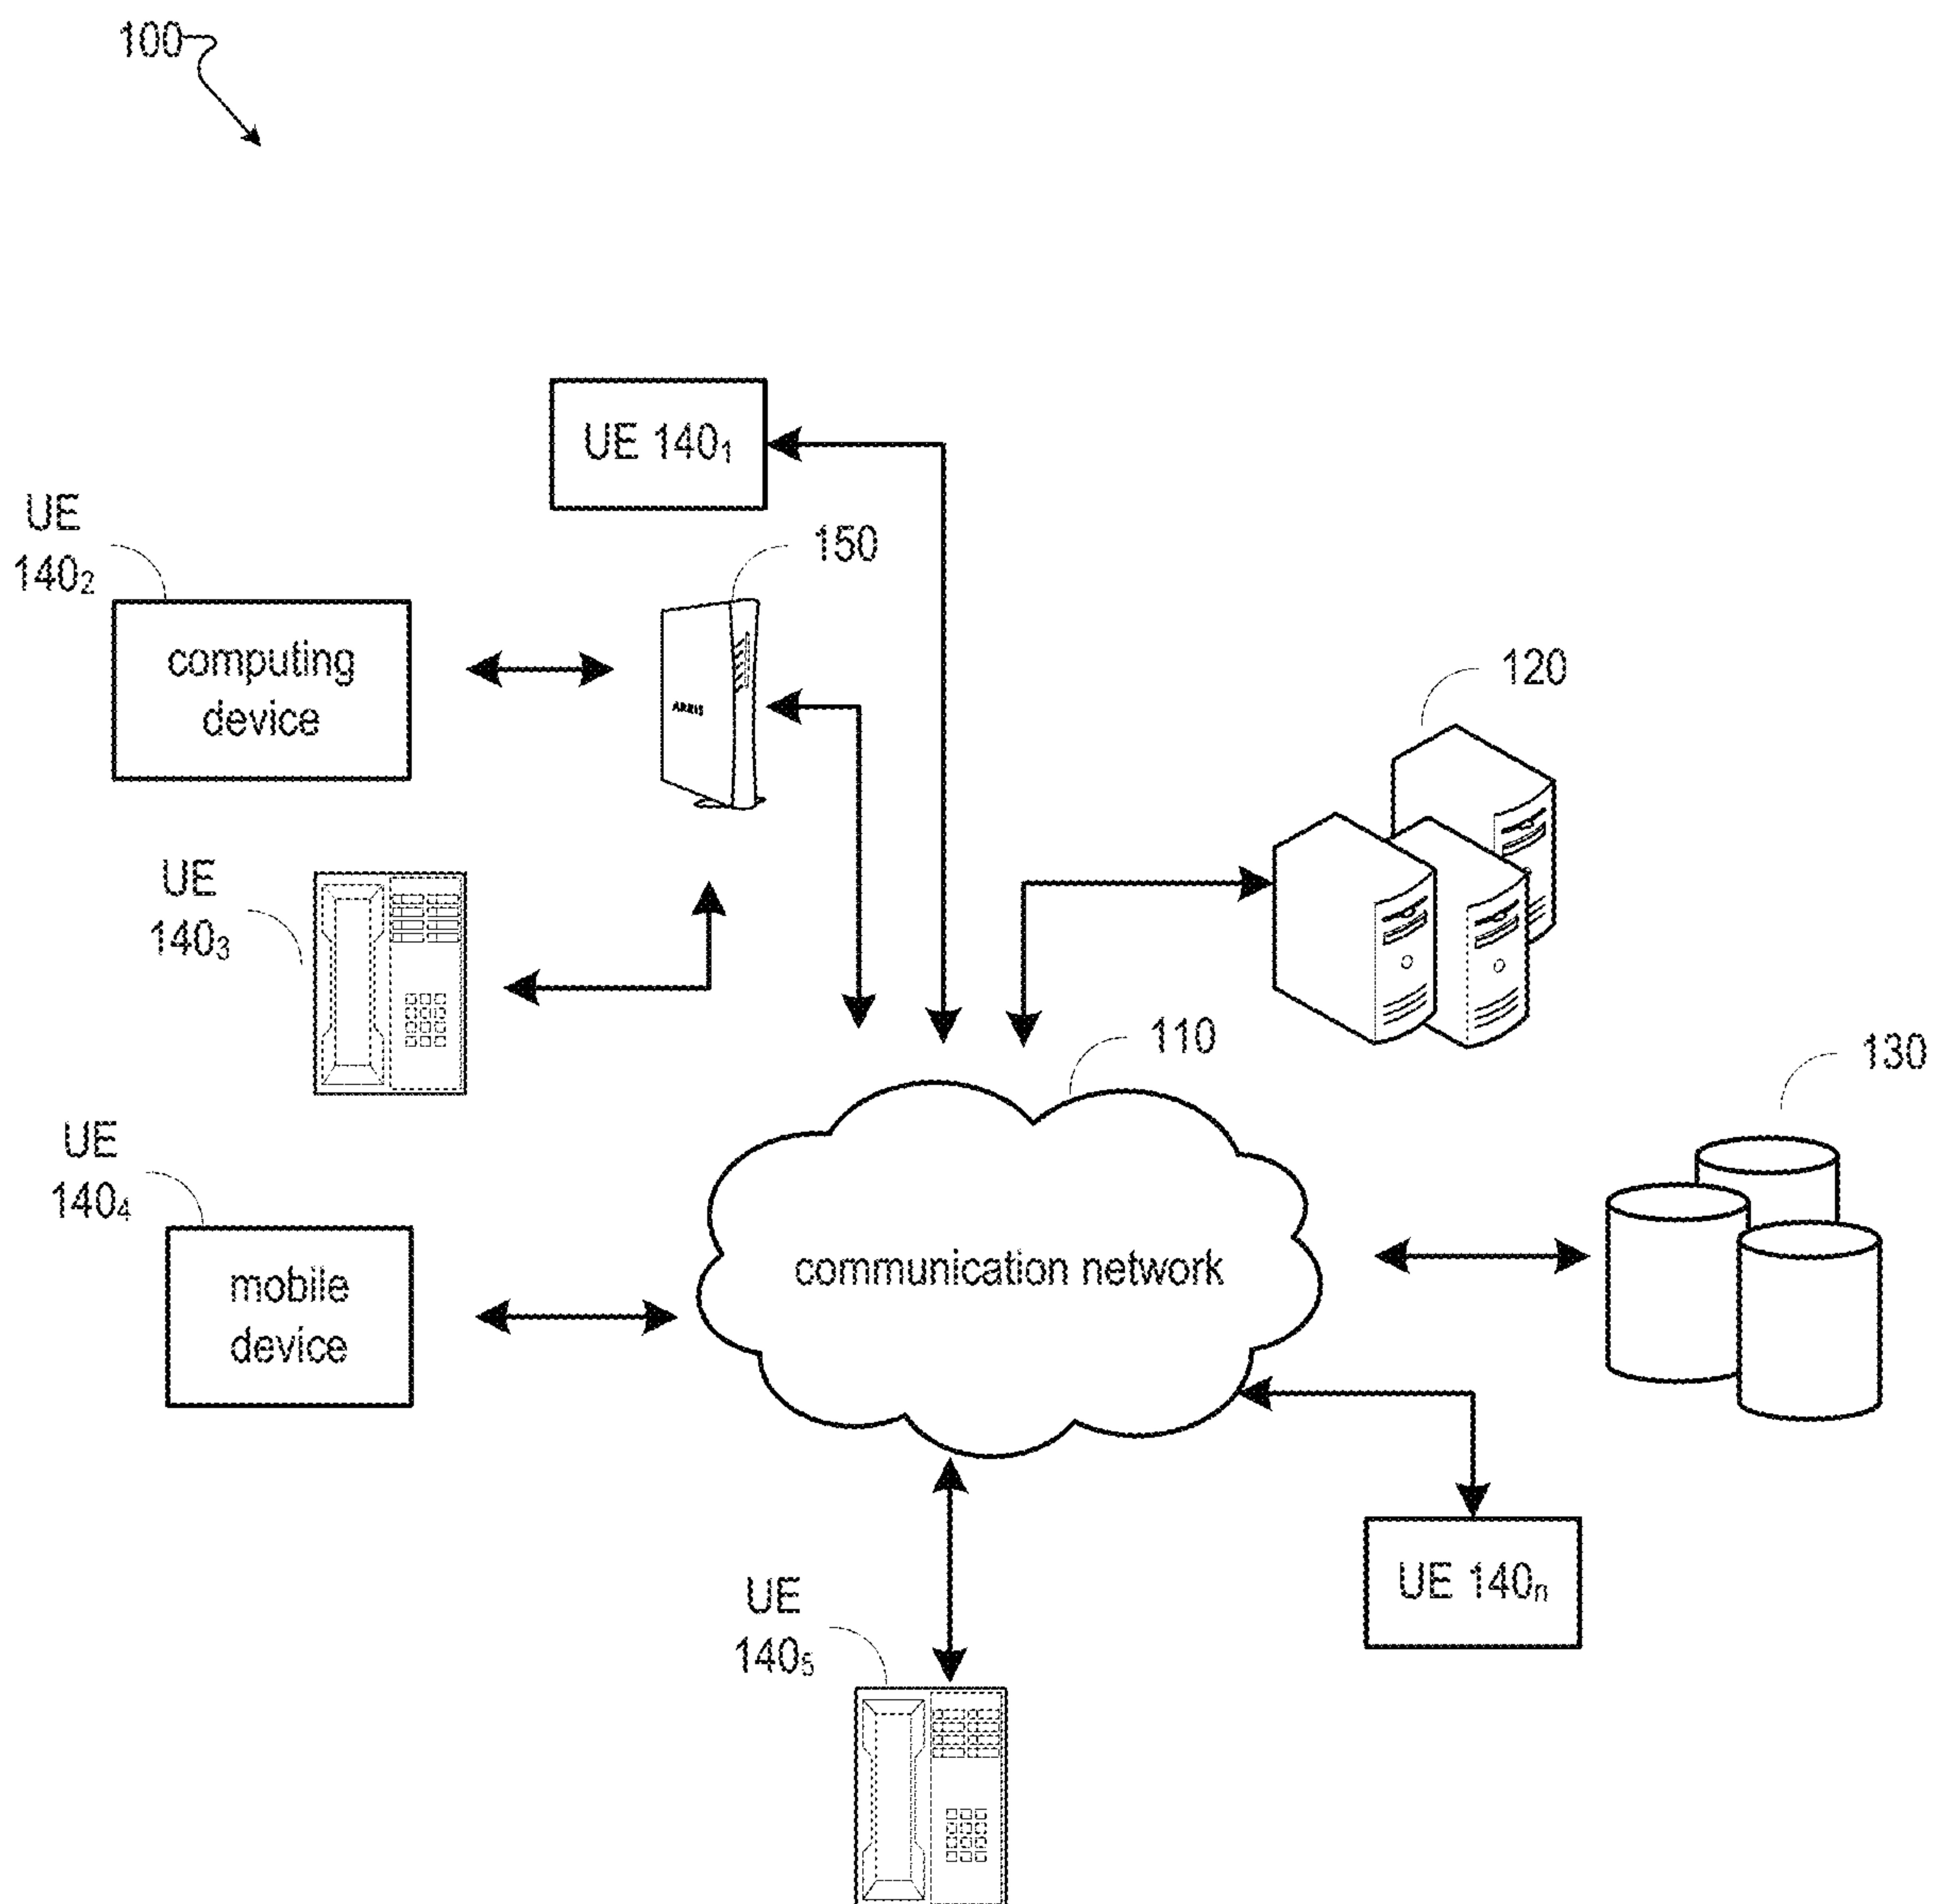 100
UE 140₁
UE
140₂
150
computing
device
ARRIS
120
UE
140₃
110
130
UE
140₄
communication network
mobile
device
UE
140₅
UE 140ₙ